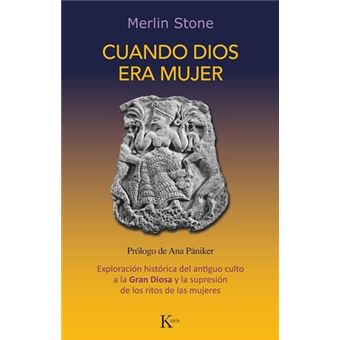 Merlin Stone
CUANDO DIOS
ERA MUJER
Prólogo de Ana Pániker
Exploración histórica del antiguo culto
a la Gran Diosa y la supresión
de los ritos de las mujeres
Kairós